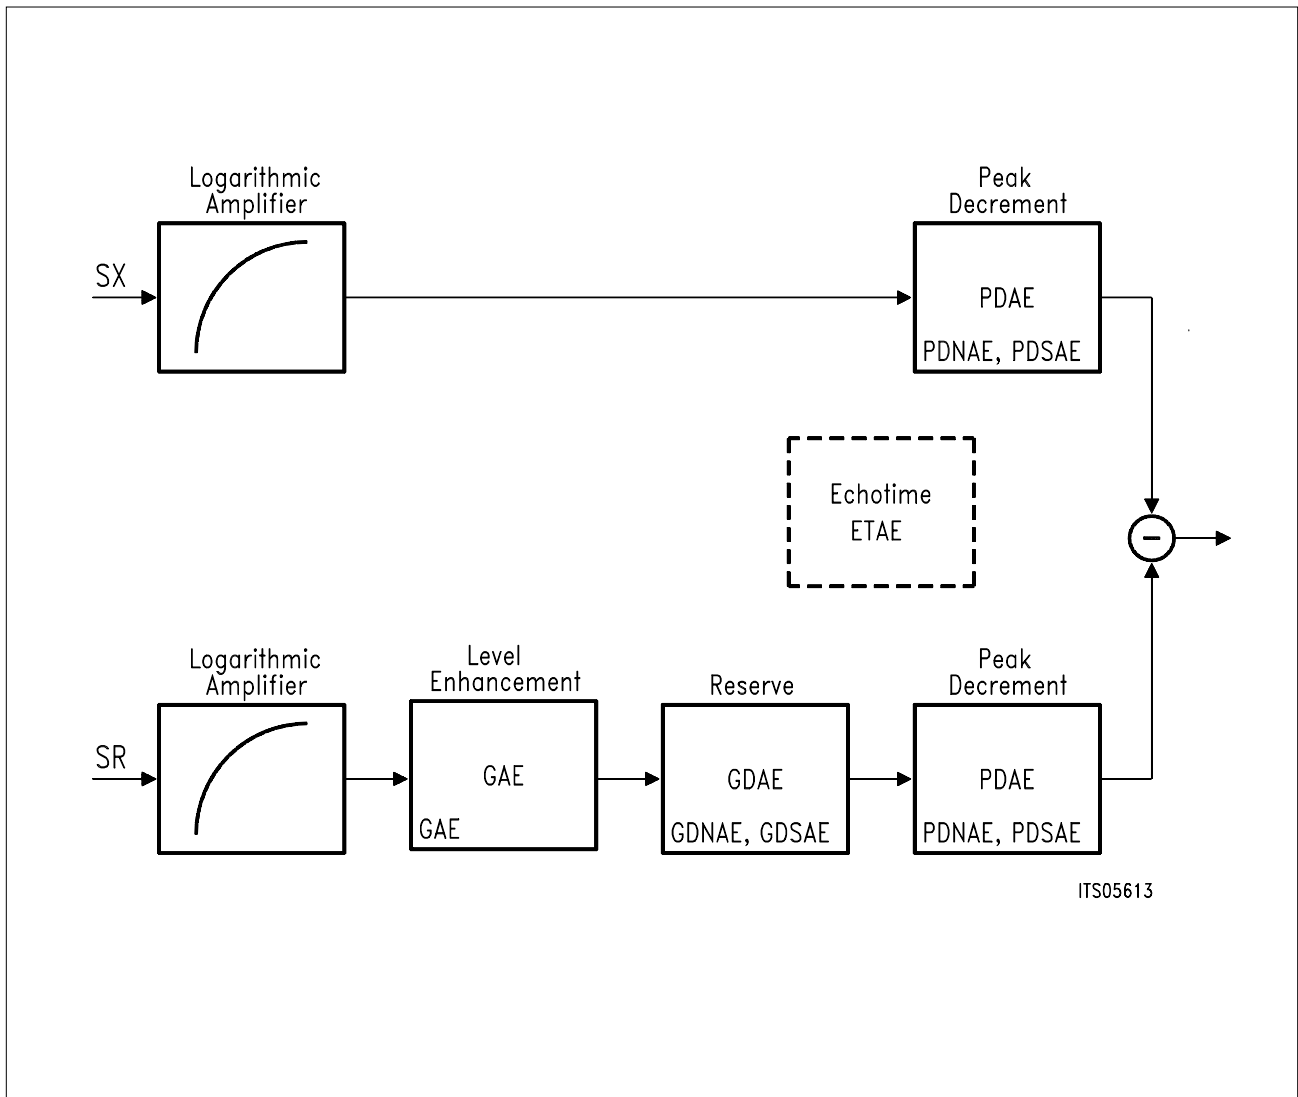 Logarithmic
Amplifier
Peak
Decrement
SX
PDAE
PDNAE, PDSAE
Echotime
ETAE
−
Logarithmic
Amplifier
Level
Enhancement
Reserve
Peak
Decrement
SR
GAE
GAE
GDAE
GDNAE, GDSAE
PDAE
PDNAE, PDSAE
ITS05613